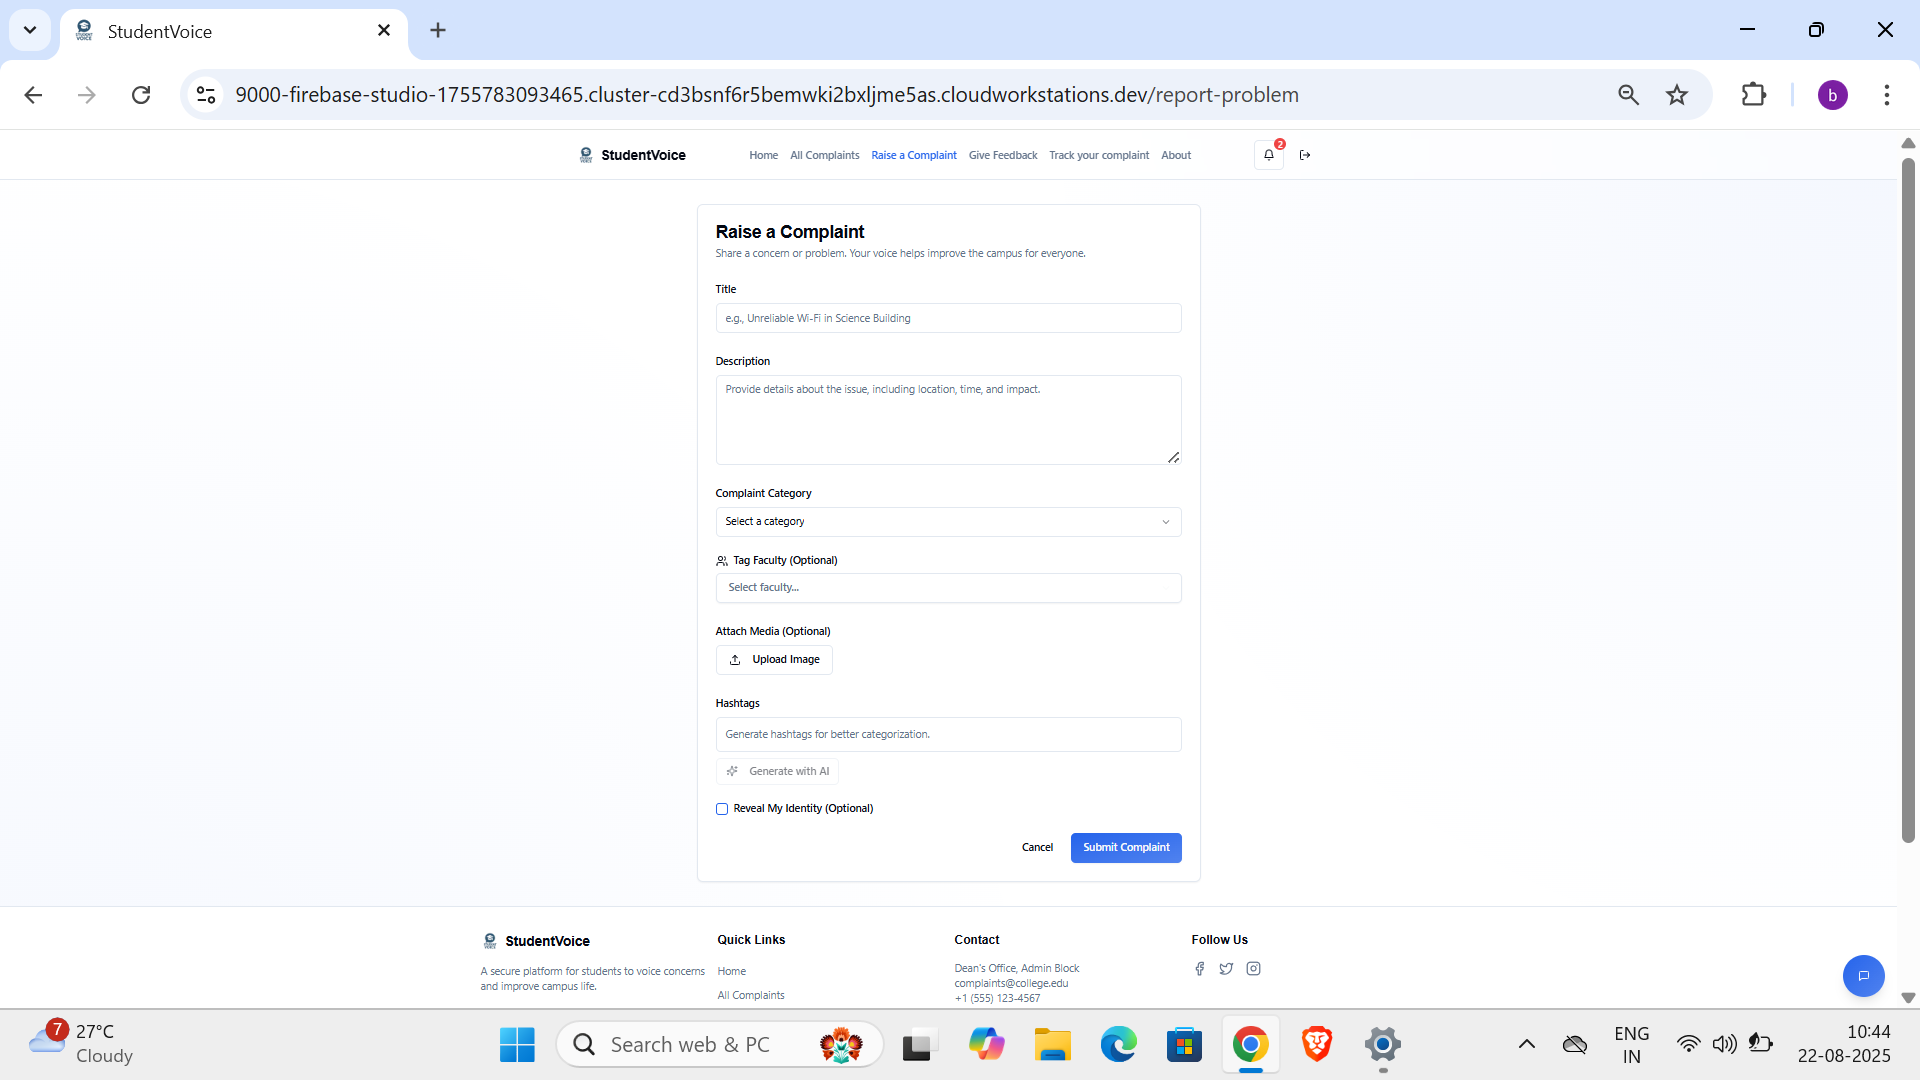 StudentVoice
9000-firebase-studio-1755783093465.cluster-cd3bsnf6r5bemwki2bxljme5as.cloudworkstations.dev/report-problem
b
StudentVoice
Home
All Complaints
Raise a Complaint
Give Feedback
Track your complaint
About
2
Raise a Complaint
Share a concern or problem. Your voice helps improve the campus for everyone.
Title
e.g., Unreliable Wi-Fi in Science Building
Description
Provide details about the issue, including location, time, and impact.
Complaint Category
Select a category
Tag Faculty (Optional)
Select faculty...
Attach Media (Optional)
Upload Image
Hashtags
Generate hashtags for better categorization.
Generate with AI
Reveal My Identity (Optional)
Cancel
Submit Complaint
StudentVoice
A secure platform for students to voice concerns
and improve campus life.
Quick Links
Home
All Complaints
Contact
Dean's Office, Admin Block
complaints@college.edu
+1 (555) 123-4567
Follow Us
7
27°C
Cloudy
Search web & PC
ENG
IN
10:44
22-08-2025